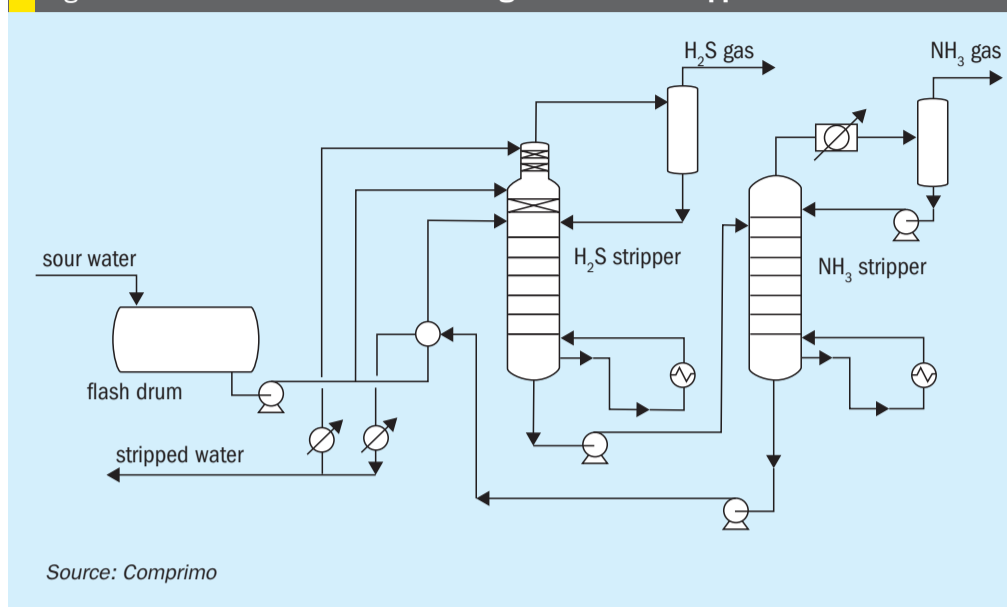 H₂S gas
NH₃ gas
sour water
H₂S stripper
NH₃ stripper
flash drum
stripped water
Source: Comprimo